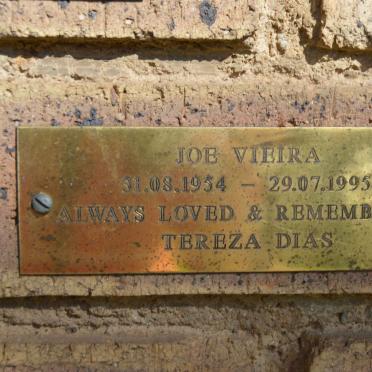 JOE VIEIRA
31.08.1954 – 29.07.1995
ALWAYS LOVED & REMEMB
TEREZA DIAS